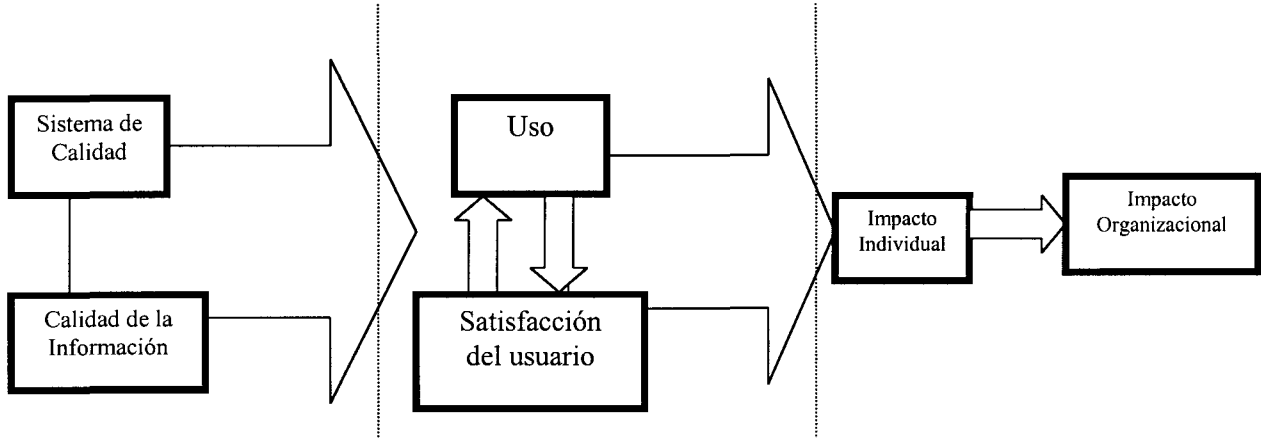 Sistema de
Calidad
Calidad de la
Información
Uso
Satisfacción
del usuario
Impacto
Individual
Impacto
Organizacional